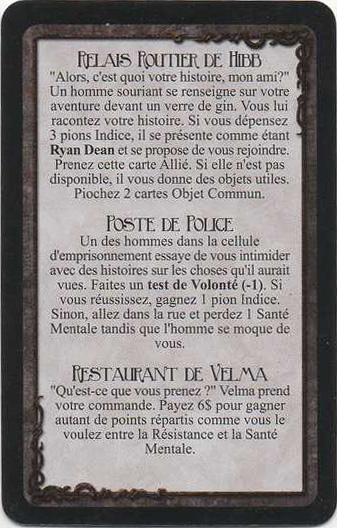 RELAIS ROUTIER DE HIBB
"Alors, c'est quoi votre histoire, mon ami?"
Un homme souriant se renseigne sur votre
aventure devant un verre de gin. Vous lui
racontez votre histoire. Si vous dépensez
3 pions Indice, il se présente comme étant
Ryan Dean et se propose de vous rejoindre.
Prenez cette carte Allié. Si elle n'est pas
disponible, il vous donne des objets utiles.
Piochez 2 cartes Objet Commun.
POSTE DE POLICE
Un des hommes dans la cellule
d'emprisonnement essaye de vous intimider
avec des histoires sur les choses qu'il aurait
vues. Faites un test de Volonté (-1). Si
vous réussissez, gagnez 1 pion Indice.
Sinon, allez dans la rue et perdez 1 Santé
Mentale tandis que l'homme se moque de
vous.
RESTAURANT DE VELMA
"Qu'est-ce que vous prenez ?" Velma prend
votre commande. Payez 6$ pour gagner
autant de points répartis comme vous le
voulez entre la Résistance et la Santé
Mentale.